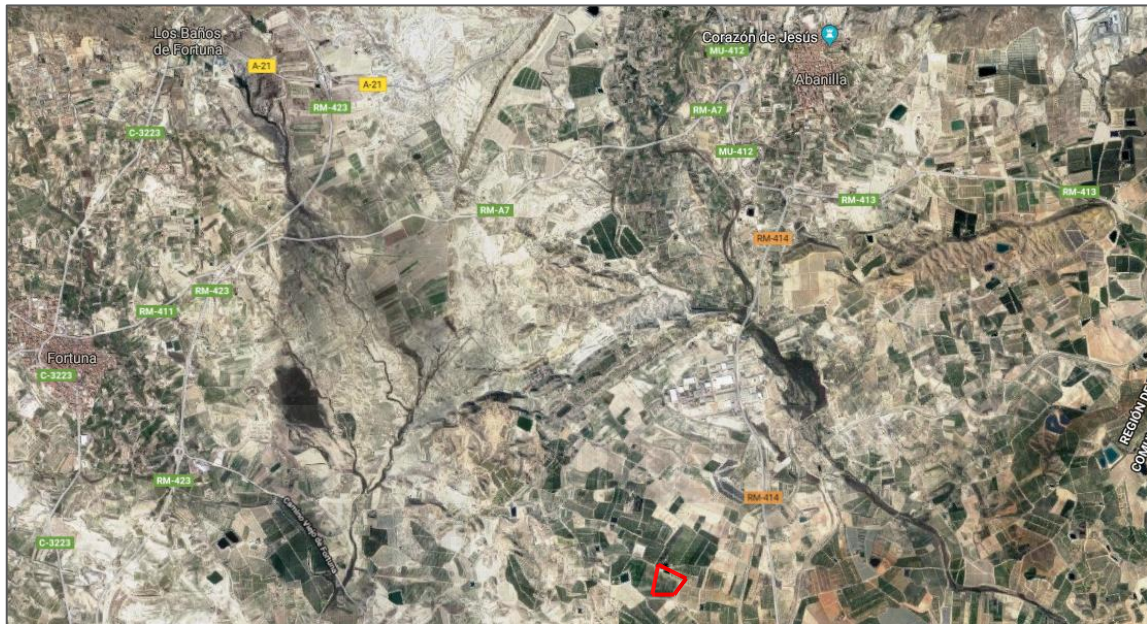 Los Baños
de Fortuna
A-21
A-21
RM-423
C-3223
Corazón de Jesús
MU-412
Abanilla
RM-A7
MU-412
RM-413
RM-413
RM-A7
RM-414
RM-423
RM-411
Fortuna
C-3223
RM-423
RM-414
C-3223
REGIÓN DE